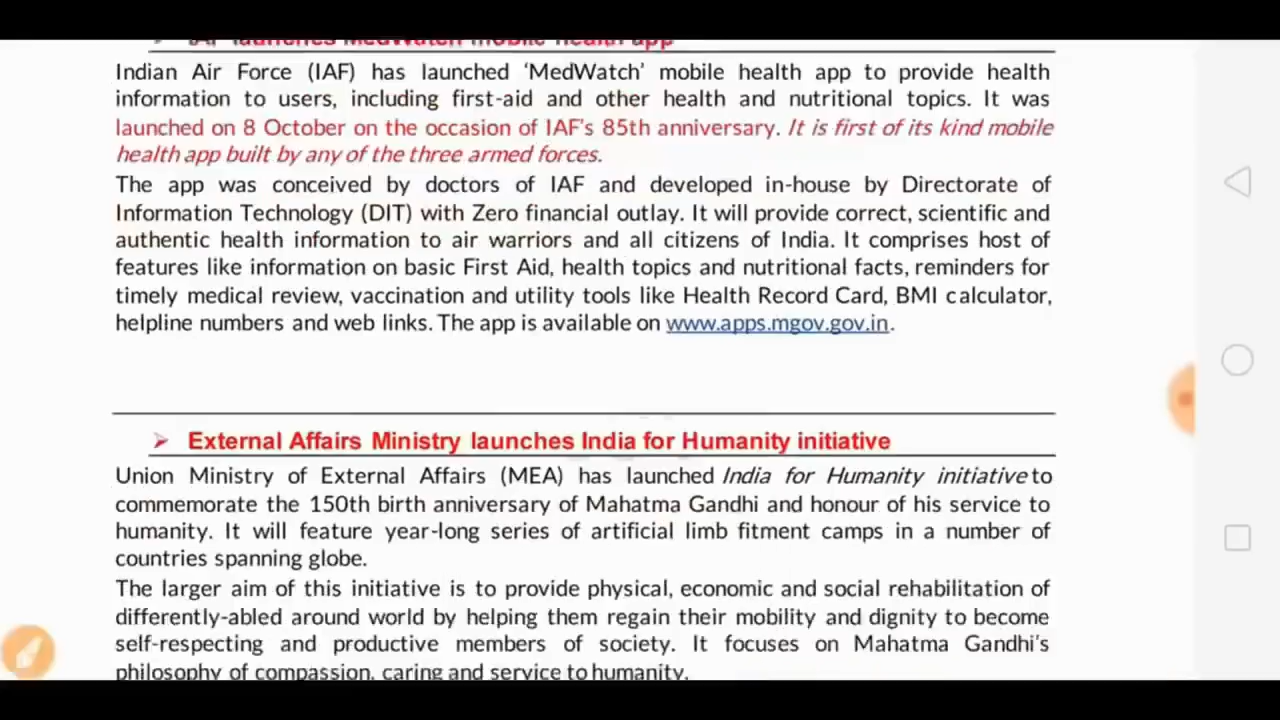 IAF launches MedWatch mobile health app
Indian Air Force (IAF) has launched ‘MedWatch’ mobile health app to provide health
information to users, including first-aid and other health and nutritional topics. It was
launched on 8 October on the occasion of IAF’s 85th anniversary. It is first of its kind mobile
health app built by any of the three armed forces.
The app was conceived by doctors of IAF and developed in-house by Directorate of
Information Technology (DIT) with Zero financial outlay. It will provide correct, scientific and
authentic health information to air warriors and all citizens of India. It comprises host of
features like information on basic First Aid, health topics and nutritional facts, reminders for
timely medical review, vaccination and utility tools like Health Record Card, BMI calculator,
helpline numbers and web links. The app is available on www.apps.mgov.gov.in.
External Affairs Ministry launches India for Humanity initiative
Union Ministry of External Affairs (MEA) has launched India for Humanity initiative to
commemorate the 150th birth anniversary of Mahatma Gandhi and honour of his service to
humanity. It will feature year-long series of artificial limb fitment camps in a number of
countries spanning globe.
The larger aim of this initiative is to provide physical, economic and social rehabilitation of
differently-abled around world by helping them regain their mobility and dignity to become
self-respecting and productive members of society. It focuses on Mahatma Gandhi’s
philosophy of compassion, caring and service to humanity.